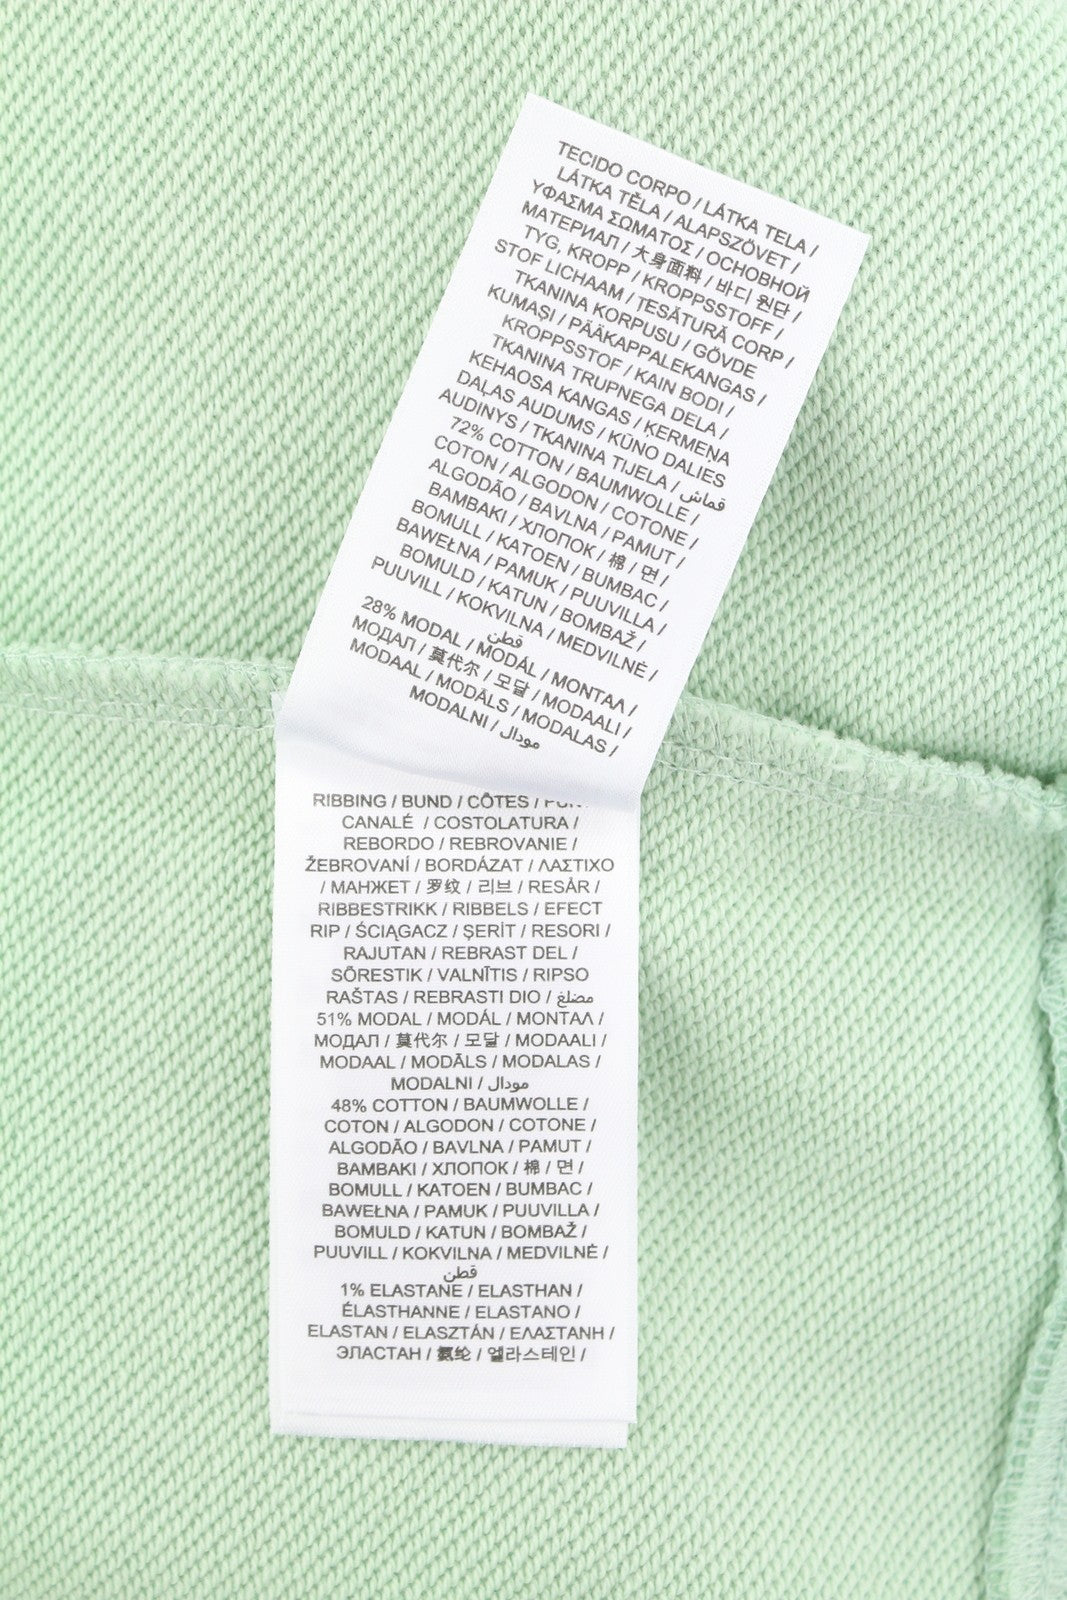 TECIDO CORPO / LÁTKA TELA /
LÁTKA TĚLA / ALAPSZÖVET /
ΥΦΑΣΜΑ ΣΩΜΑΤΟΣ / ОСНОВНОЙ
МАТЕРИАЛ / 大身面料 / 바디 원단 /
TYG, KROPP / KROPPSSTOFF /
STOF LICHAAM / ȚESĂTURĂ CORP /
TKANINA KORPUSU / GÖVDE
KUMAŞI / PÄÄKAPPALEKANGAS /
KROPPSSTOF / KAIN BODI /
TKANINA TRUPNEGA DELA /
KEHAOSA KANGAS / ĶERMEŅA
DAĻAS AUDUMS / KŪNO DALIES
AUDINYS / TKANINA TIJELA / قماش
72% COTTON / BAUMWOLLE /
COTON / ALGODON / COTONE /
ALGODÃO / BAVLNA / PAMUT /
BAMBAKI / ХЛОПОК / 棉 / 면 /
BOMULL / KATOEN / BUMBAC /
BAWEŁNA / PAMUK / PUUVILLA /
BOMULD / KATUN / BOMBAŽ /
PUUVILL / KOKVILNA / MEDVILNĖ /
قطن
28% MODAL / MODÁL / ΜΟΝΤΑΛ /
МОДАЛ / 莫代尔 / 모달 / MODAALI /
MODAAL / MODĀLS / MODALAS /
MODALNI / مودال
RIBBING / BUND / CÔTES /
CANALÉ / COSTOLATURA /
REBORDO / REBROVANIE /
ŽEBROVANÍ / BORDÁZAT / ΛΑΣΤΙΧΟ
/ МАНЖЕТ / 罗纹 / 리브 / RESÅR /
RIBBESTRIKK / RIBBELS / EFECT
RIP / ŚCIĄGACZ / ŞERİT / RESORI /
RAJUTAN / REBRAST DEL /
SÕRESTIK / VALNĪTIS / RIPSO
RAŠTAS / REBRASTI DIO / مضلع
51% MODAL / MODÁL / ΜΟΝΤΑΛ /
МОДАЛ / 莫代尔 / 모달 / MODAALI /
MODAAL / MODĀLS / MODALAS /
MODALNI / مودال
48% COTTON / BAUMWOLLE /
COTON / ALGODON / COTONE /
ALGODÃO / BAVLNA / PAMUT /
BAMBAKI / ХЛОПОК / 棉 / 면 /
BOMULL / KATOEN / BUMBAC /
BAWEŁNA / PAMUK / PUUVILLA /
BOMULD / KATUN / BOMBAŽ /
PUUVILL / KOKVILNA / MEDVILNĖ /
قطن
1% ELASTANE / ELASTHAN /
ÉLASTHANNE / ELASTANO /
ELASTAN / ELASZTÁN / ΕΛΑΣΤΑΝΗ /
ЭЛАСТАН / 氨纶 / 엘라스테인 /